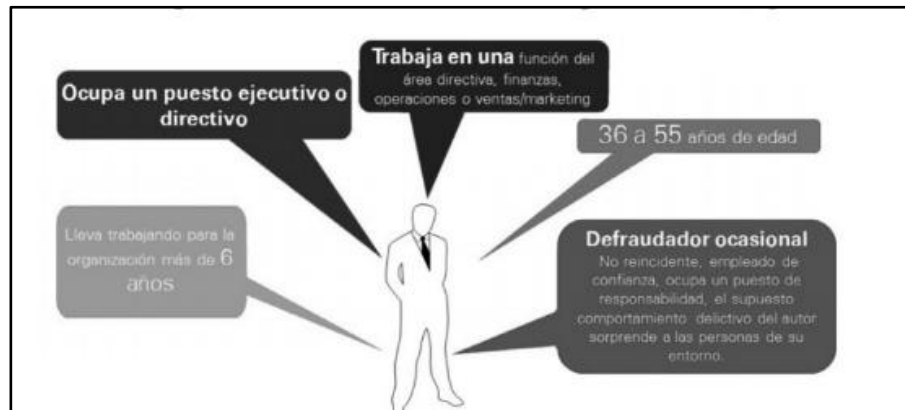 Trabaja en una función del
área directiva, finanzas,
operaciones o ventas/marketing
Ocupa un puesto ejecutivo o
directivo
36 a 55 años de edad
Lleva trabajando para la
organización más de 6
años
Defraudador ocasional
No reincidente, empleado de
confianza, ocupa un puesto de
responsabilidad, el supuesto
comportamiento delictivo del autor
sorprende a las personas de su
entorno.